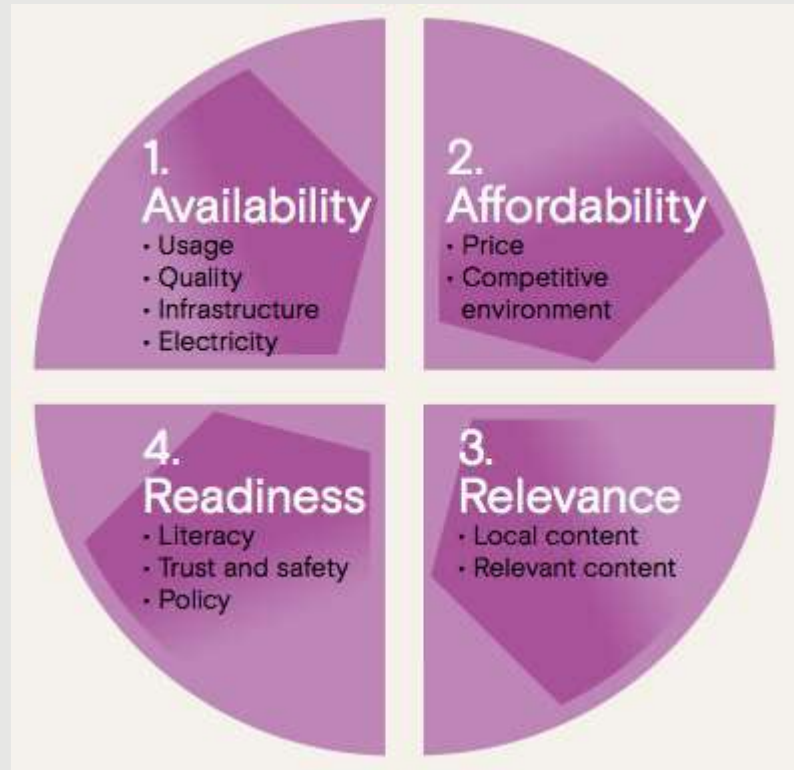 1.
Availability
• Usage
• Quality
• Infrastructure
• Electricity
2.
Affordability
• Price
• Competitive
environment
4.
Readiness
• Literacy
• Trust and safety
• Policy
3.
Relevance
• Local content
• Relevant content